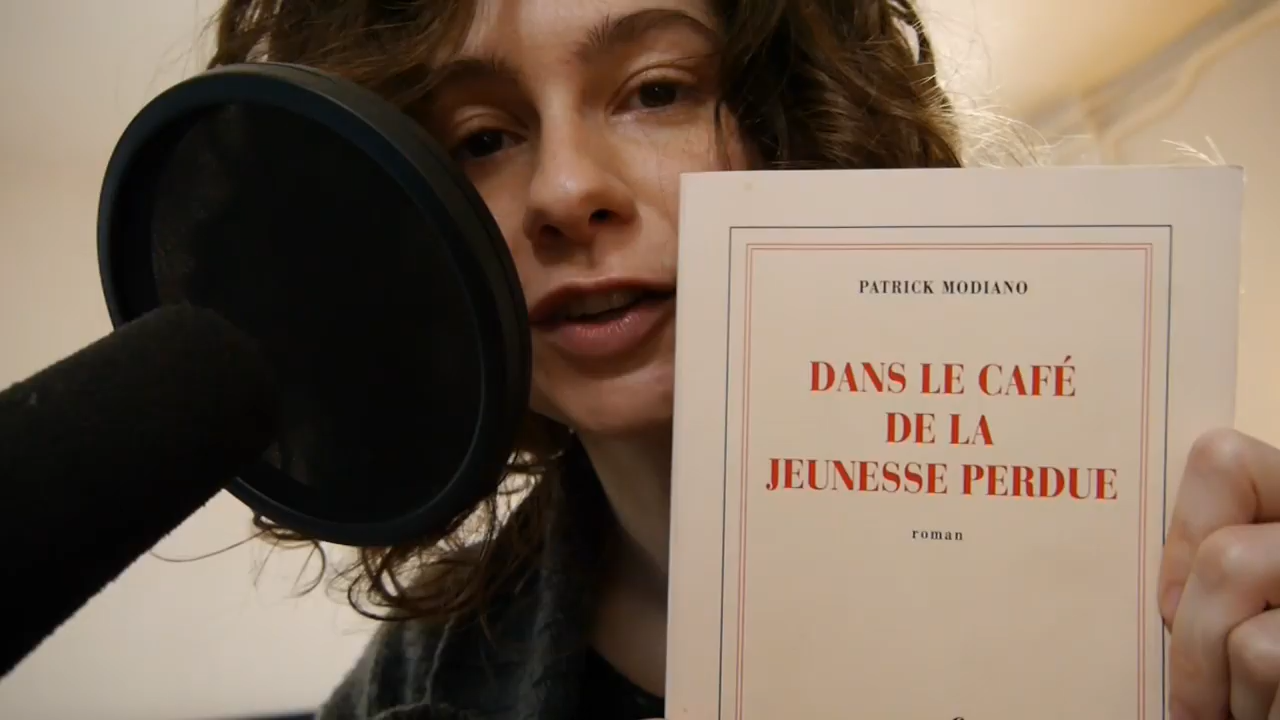 PATRICK MODIANO
DANS LE CAFÉ
DE LA
JEUNESSE PERDUE
roman